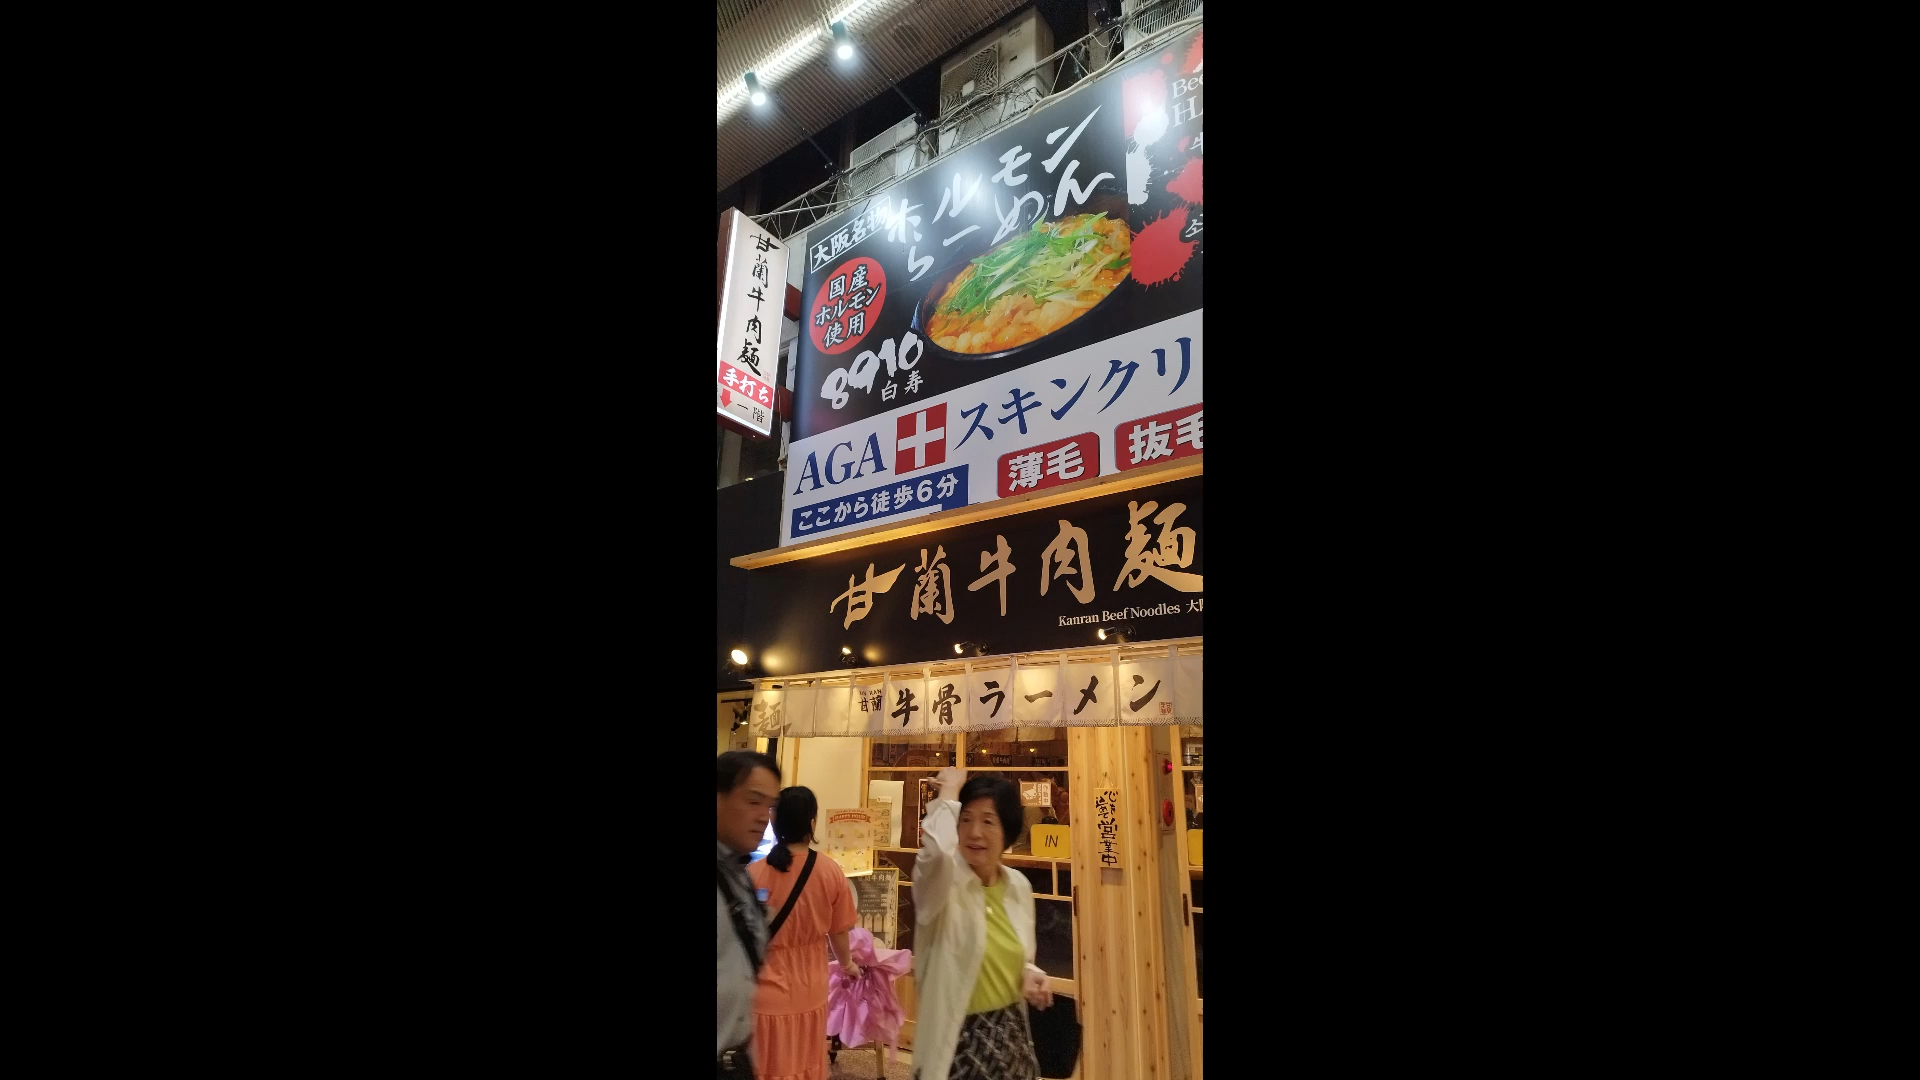 大阪名物
ホルモン
らーめん
国産
ホルモン
使用
8910
白寿
甘蘭牛肉麺
手打ち
一階
AGA スキンクリ
薄毛 抜毛
ここから徒歩6分
甘蘭牛肉麺
Kanran Beef Noodles 大阪
甘蘭 牛骨ラーメン
麺
IN
営業中